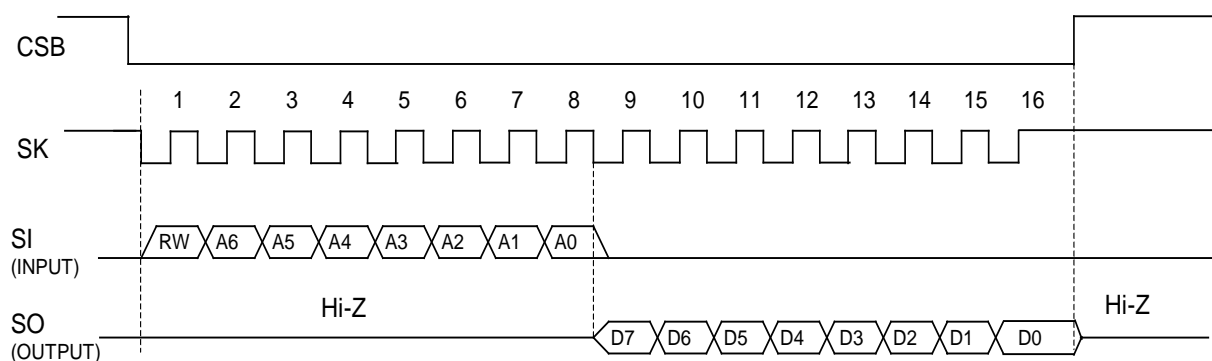 CSB
1 2 3 4 5 6 7 8 9 10 11 12 13 14 15 16
SK
SI
(INPUT)
RW A6 A5 A4 A3 A2 A1 A0
Hi-Z
Hi-Z
SO
(OUTPUT)
D7 D6 D5 D4 D3 D2 D1 D0